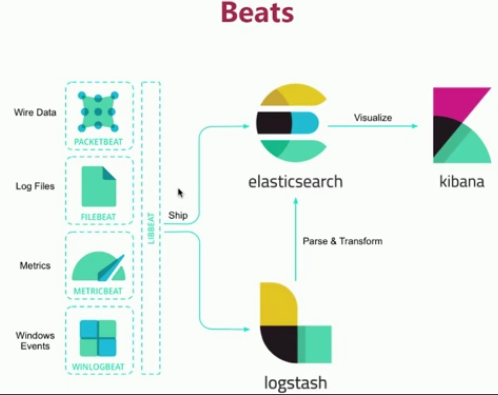 Beats
Wire Data
PACKETBEAT
Log Files
FILEBEAT
Metrics
METRICBEAT
Windows
Events
WINLOGBEAT
LIBBEAT
Ship
elasticsearch
Visualize
kibana
Parse & Transform
logstash